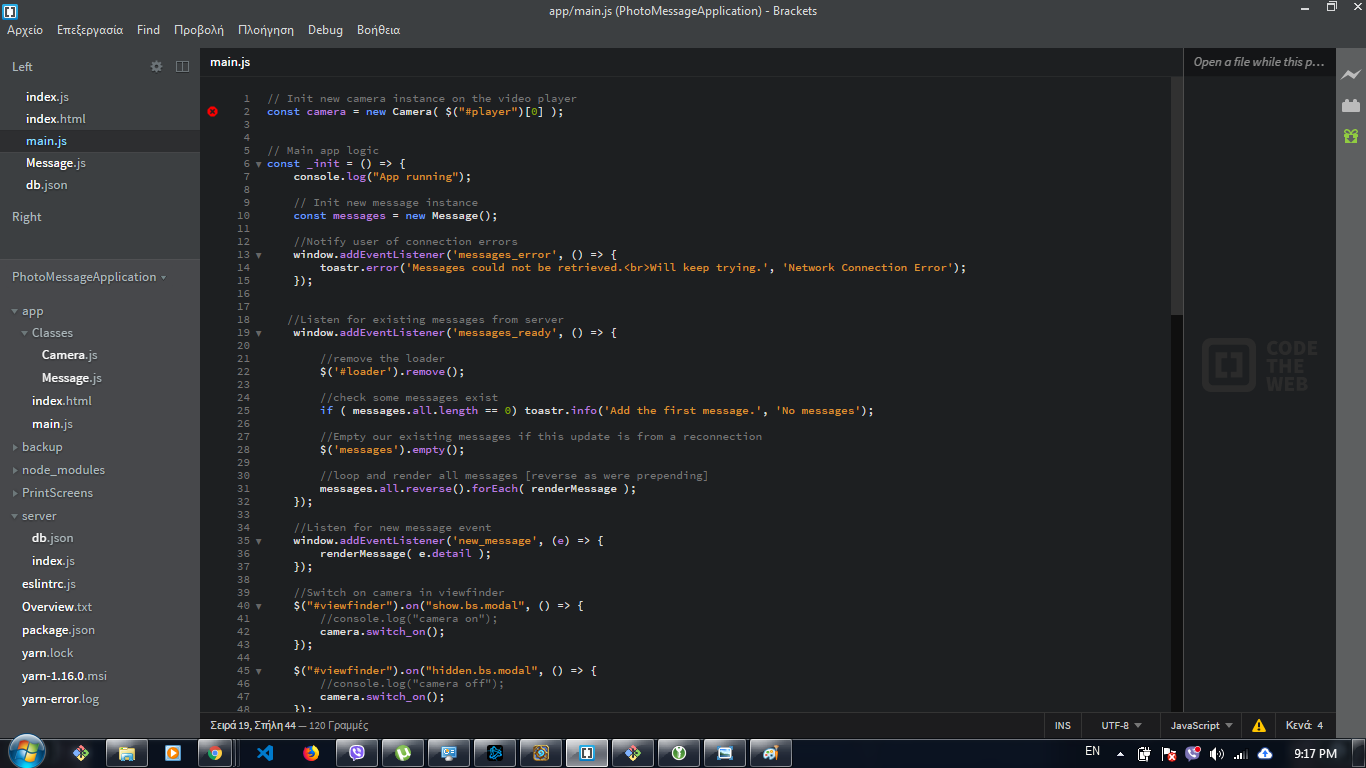 app/main.js (PhotoMessageApplication) - Brackets
Αρχείο Επεξεργασία Find Προβολή Πλοήγηση Debug Βοήθεια
Left
index.js
index.html
main.js
Message.js
db.json
Right
PhotoMessageApplication
app
Classes
Camera.js
Message.js
index.html
main.js
backup
node_modules
PrintScreens
server
db.json
index.js
eslintrc.js
Overview.txt
package.json
yarn.lock
yarn-1.16.0.msi
yarn-error.log
main.js
1 // Init new camera instance on the video player
2 const camera = new Camera( $("#player")[0] );
3
4
5 // Main app logic
6 const _init = () => {
7 console.log("App running");
8
9 // Init new message instance
10 const messages = new Message();
11
12 //Notify user of connection errors
13 window.addEventListener('messages_error', () => {
14 toastr.error('Messages could not be retrieved.<br>Will keep trying.', 'Network Connection Error');
15 });
16
17
18 //Listen for existing messages from server
19 window.addEventListener('messages_ready', () => {
20
21 //remove the loader
22 $('#loader').remove();
23
24 //check some messages exist
25 if ( messages.all.length == 0) toastr.info('Add the first message.', 'No messages');
26
27 //Empty our existing messages if this update is from a reconnection
28 $('messages').empty();
29
30 //loop and render all messages [reverse as were prepending]
31 messages.all.reverse().forEach( renderMessage );
32 });
33
34 //Listen for new message event
35 window.addEventListener('new_message', (e) => {
36 renderMessage( e.detail );
37 });
38
39 //Switch on camera in viewfinder
40 $("#viewfinder").on("show.bs.modal", () => {
41 //console.log("camera on");
42 camera.switch_on();
43 });
44
45 $("#viewfinder").on("hidden.bs.modal", () => {
46 //console.log("camera off");
47 camera.switch_on();
48 });
Open a file while this p...
CODE
THE
WEB
Σειρά 19, Στήλη 44 — 120 Γραμμές
INS UTF-8 JavaScript Κενά: 4
EN 9:17 PM